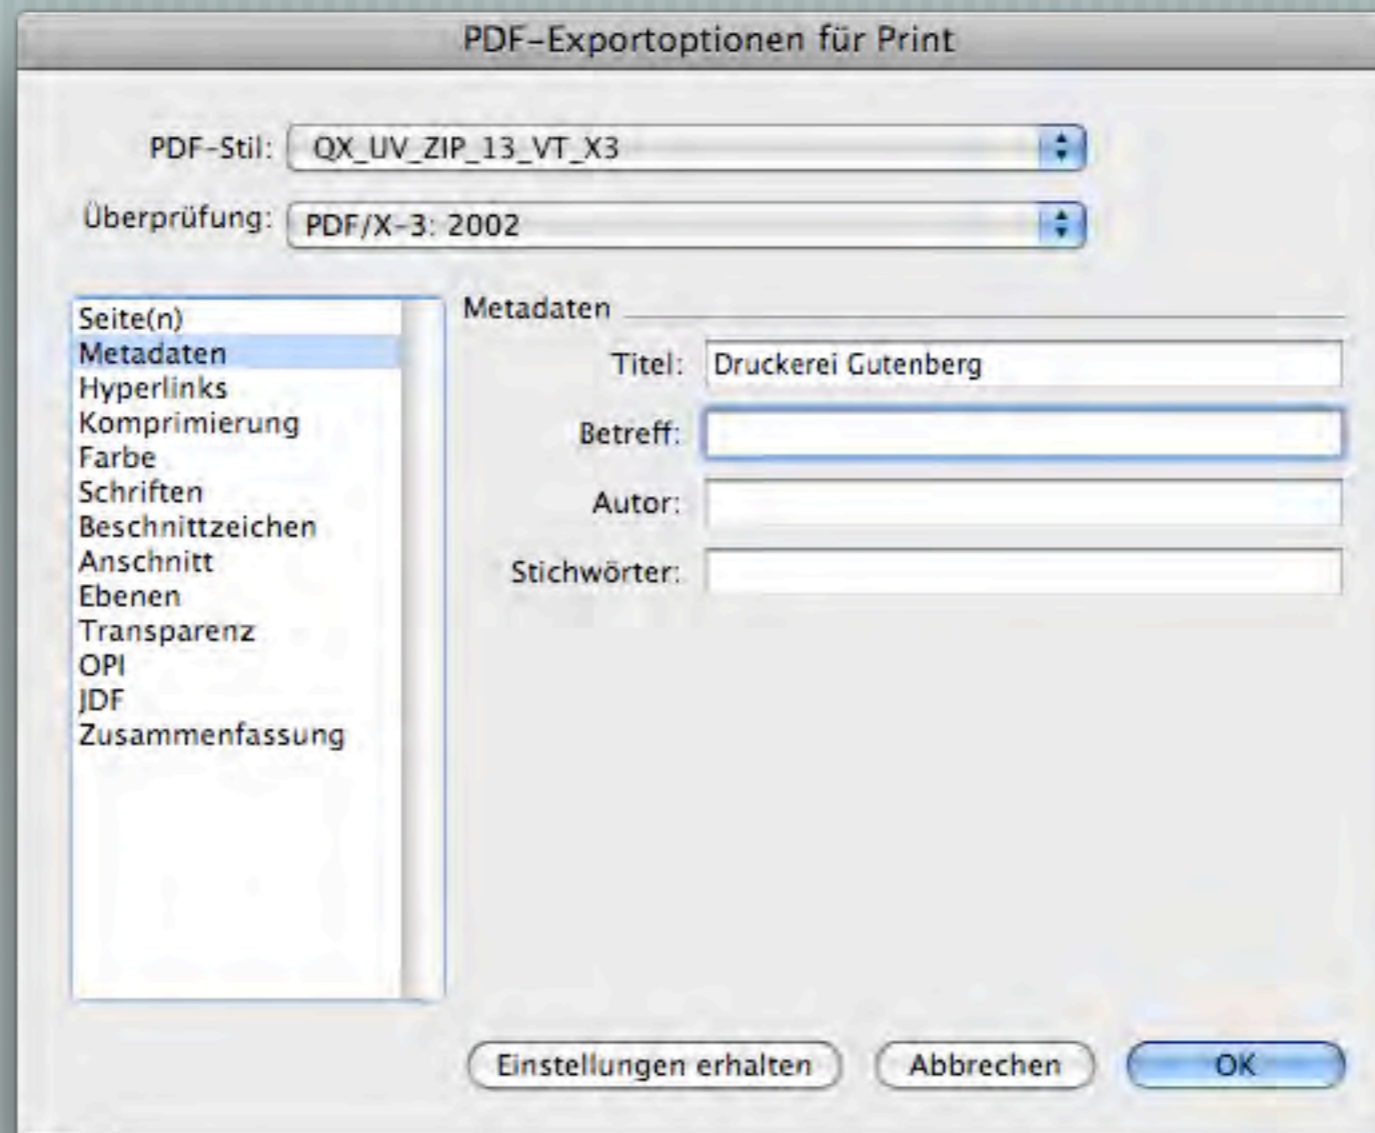 PDF-Exportoptionen für Print
PDF-Stil: QX_UV_ZIP_13_VT_X3
Überprüfung: PDF/X-3: 2002
Seite(n)
Metadaten
Hyperlinks
Komprimierung
Farbe
Schriften
Beschnittzeichen
Anschnitt
Ebenen
Transparenz
OPI
JDF
Zusammenfassung
Metadaten
Titel: Druckerei Gutenberg
Betreff:
Autor:
Stichwörter:
Einstellungen erhalten Abbrechen OK